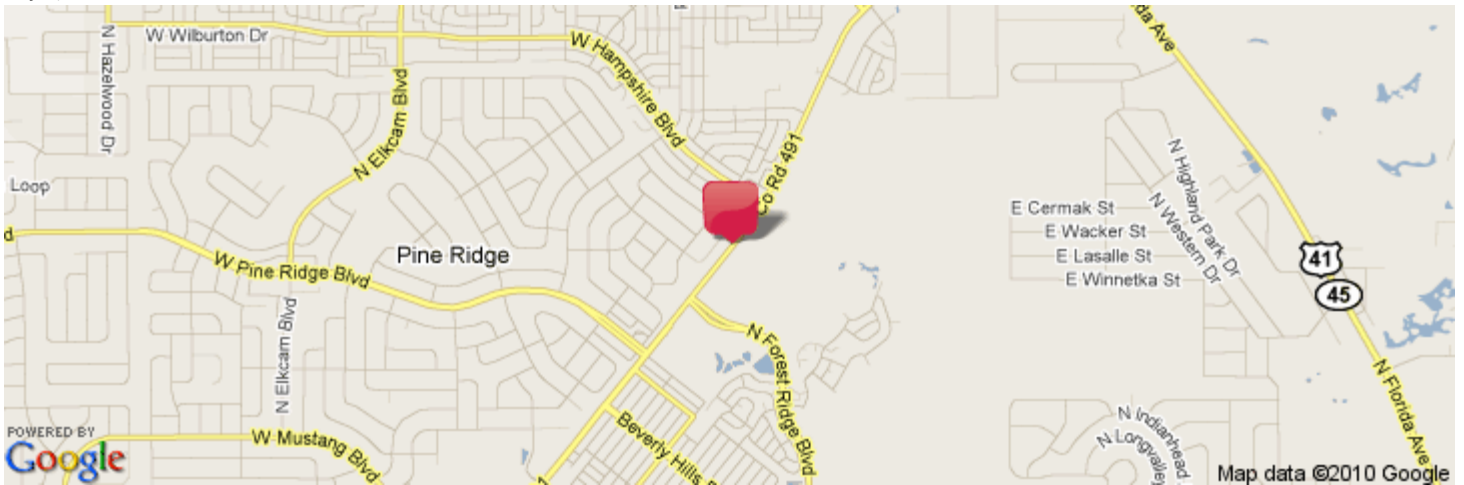 W Wilburton Dr
N Hazelwood Dr
W Hampshire Blvd
N Elkcam Blvd
Co Rd 491
Loop
Pine Ridge
W Pine Ridge Blvd
N Elkcam Blvd
W Mustang Blvd
N Forest Ridge Blvd
Beverly Hills
E Cermak St
E Wacker St
E Lasalle St
E Winnetka St
N Highland Park Dr
N Western Dr
41
45
N Florida Ave
N Indianhead
N Longvalley
POWERED BY
Google
Map data ©2010 Google